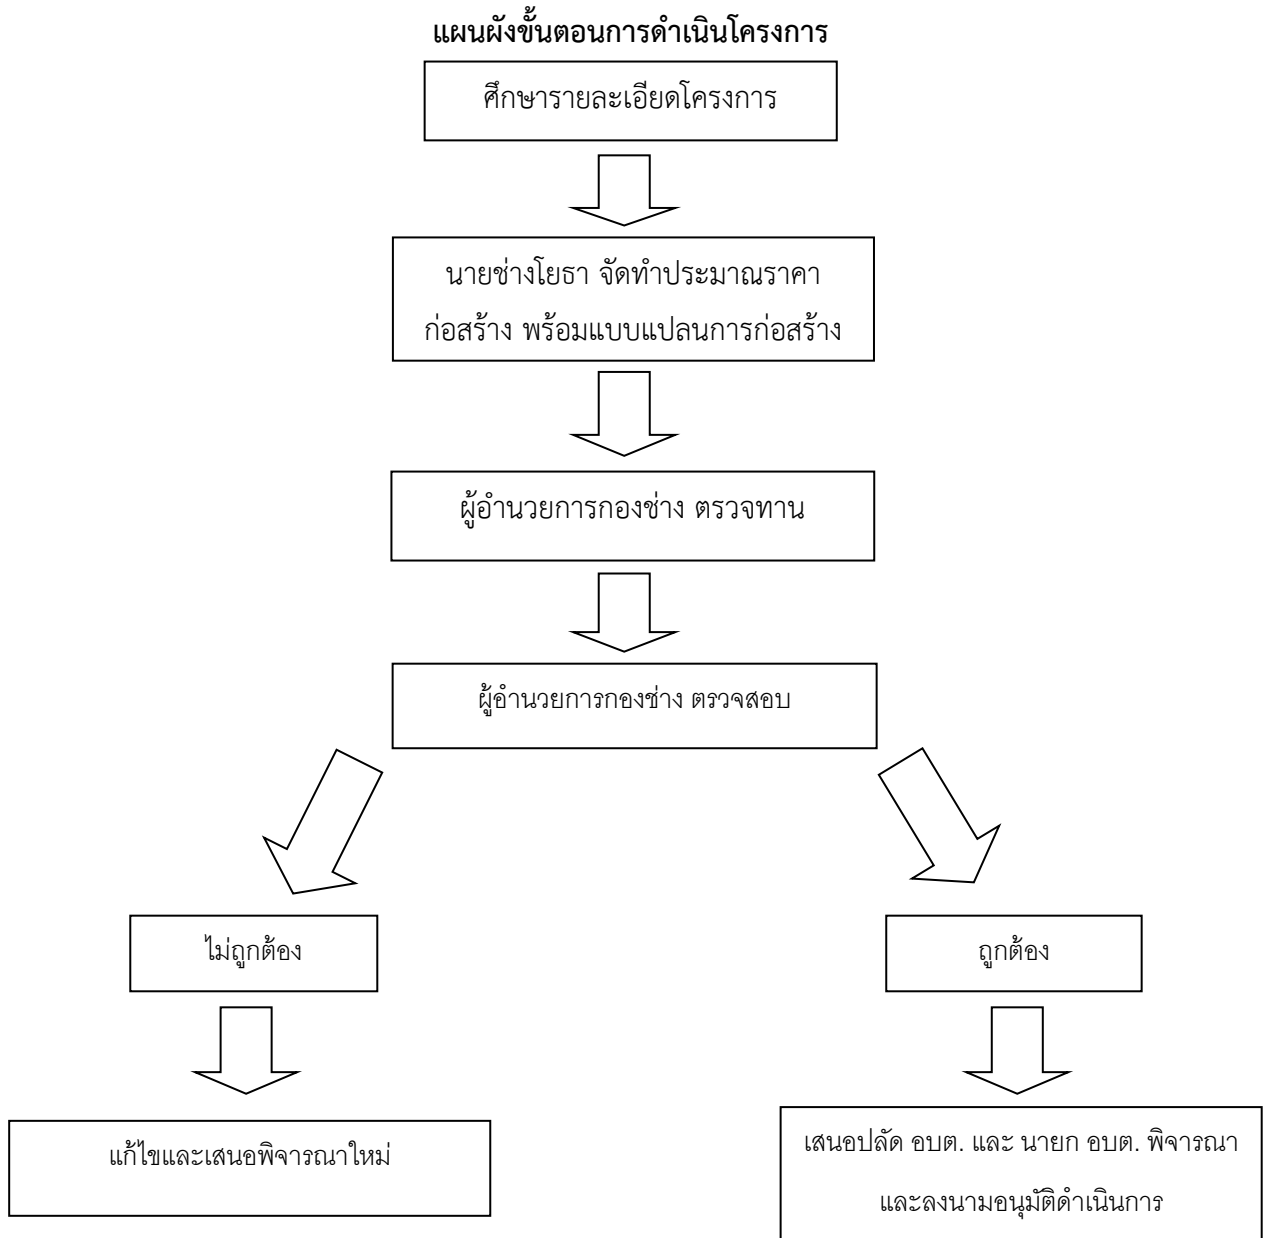 แผนผังขั้นตอนการดำเนินโครงการ
ศึกษารายละเอียดโครงการ
นายช่างโยธา จัดทำประมาณราคา
ก่อสร้าง พร้อมแบบแปลนการก่อสร้าง
ผู้อำนวยการกองช่าง ตรวจทาน
ผู้อำนวยการกองช่าง ตรวจสอบ
ไม่ถูกต้อง
ถูกต้อง
แก้ไขและเสนอพิจารณาใหม่
เสนอปลัด อบต. และ นายก อบต. พิจารณา
และลงนามอนุมัติดำเนินการ